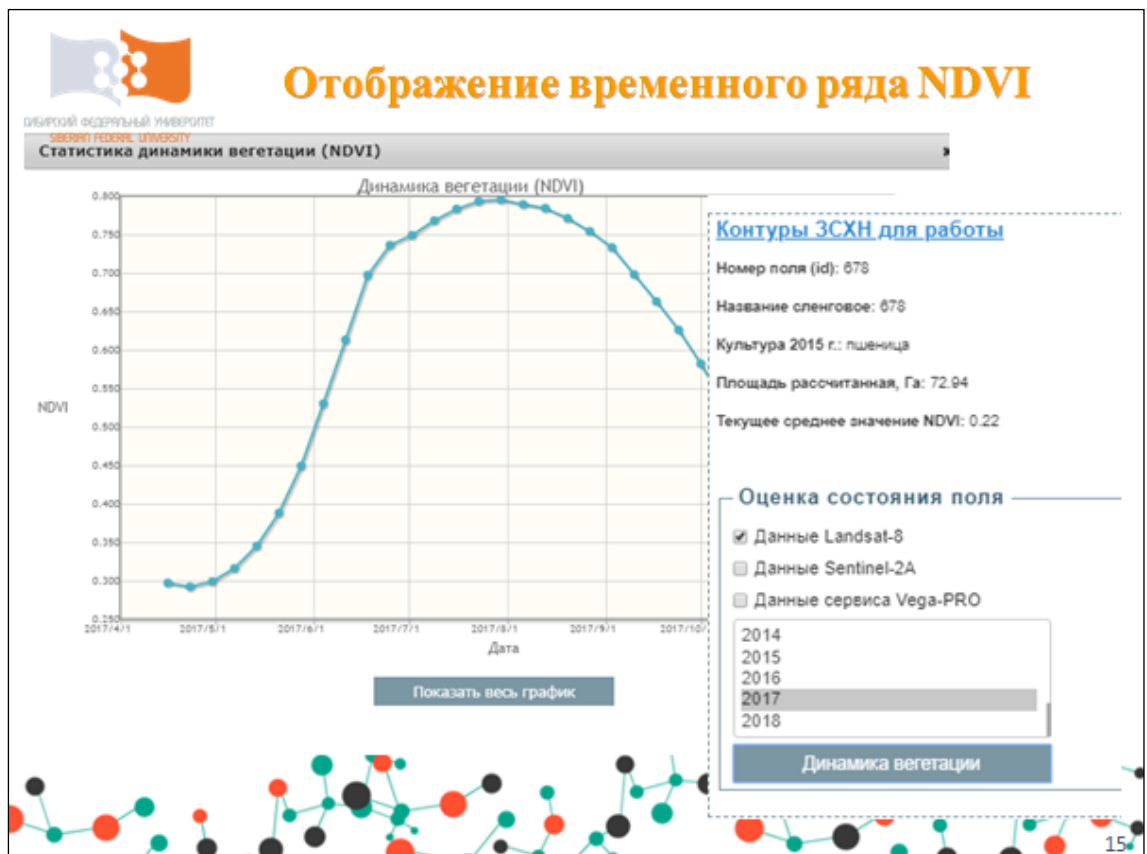 Отображение временного ряда NDVI
СИБИРСКИЙ ФЕДЕРАЛЬНЫЙ УНИВЕРСИТЕТ
SIBERIAN FEDERAL UNIVERSITY
Статистика динамики вегетации (NDVI)
Динамика вегетации (NDVI)
0.800
0.750
0.700
0.650
0.600
0.550
NDVI
0.500
0.450
0.400
0.350
0.300
0.250
2017/4/1 2017/5/1 2017/6/1 2017/7/1 2017/8/1 2017/9/1 2017/10/
Дата
Показать весь график
Контуры ЗСХН для работы
Номер поля (id): 678
Название сленговое: 678
Культура 2015 г.: пшеница
Площадь рассчитанная, Га: 72.94
Текущее среднее значение NDVI: 0.22
Оценка состояния поля
Данные Landsat-8
Данные Sentinel-2A
Данные сервиса Vega-PRO
2014
2015
2016
2017
2018
Динамика вегетации
15